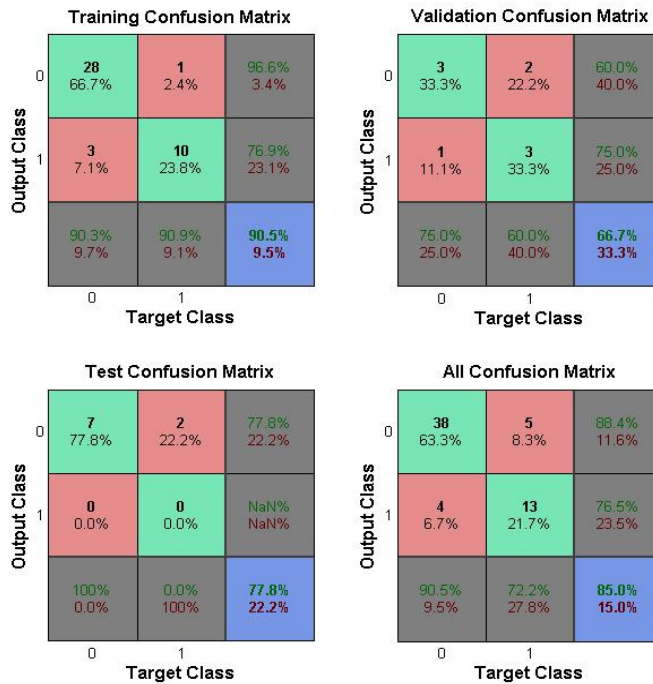 Training Confusion Matrix
0
28 1 96.6%
66.7% 2.4% 3.4%
Output Class
1
3 10 76.9%
7.1% 23.8% 23.1%
90.3% 90.9% 90.5%
9.7% 9.1% 9.5%
0 1
Target Class
Validation Confusion Matrix
0
3 2 60.0%
33.3% 22.2% 40.0%
Output Class
1
1 3 75.0%
11.1% 33.3% 25.0%
75.0% 60.0% 66.7%
25.0% 40.0% 33.3%
0 1
Target Class
Test Confusion Matrix
0
7 2 77.8%
77.8% 22.2% 22.2%
Output Class
1
0 0 NaN%
0.0% 0.0% NaN%
100% 0.0% 77.8%
0.0% 100% 22.2%
0 1
Target Class
All Confusion Matrix
0
38 5 88.4%
63.3% 8.3% 11.6%
Output Class
1
4 13 76.5%
6.7% 21.7% 23.5%
90.5% 72.2% 85.0%
9.5% 27.8% 15.0%
0 1
Target Class